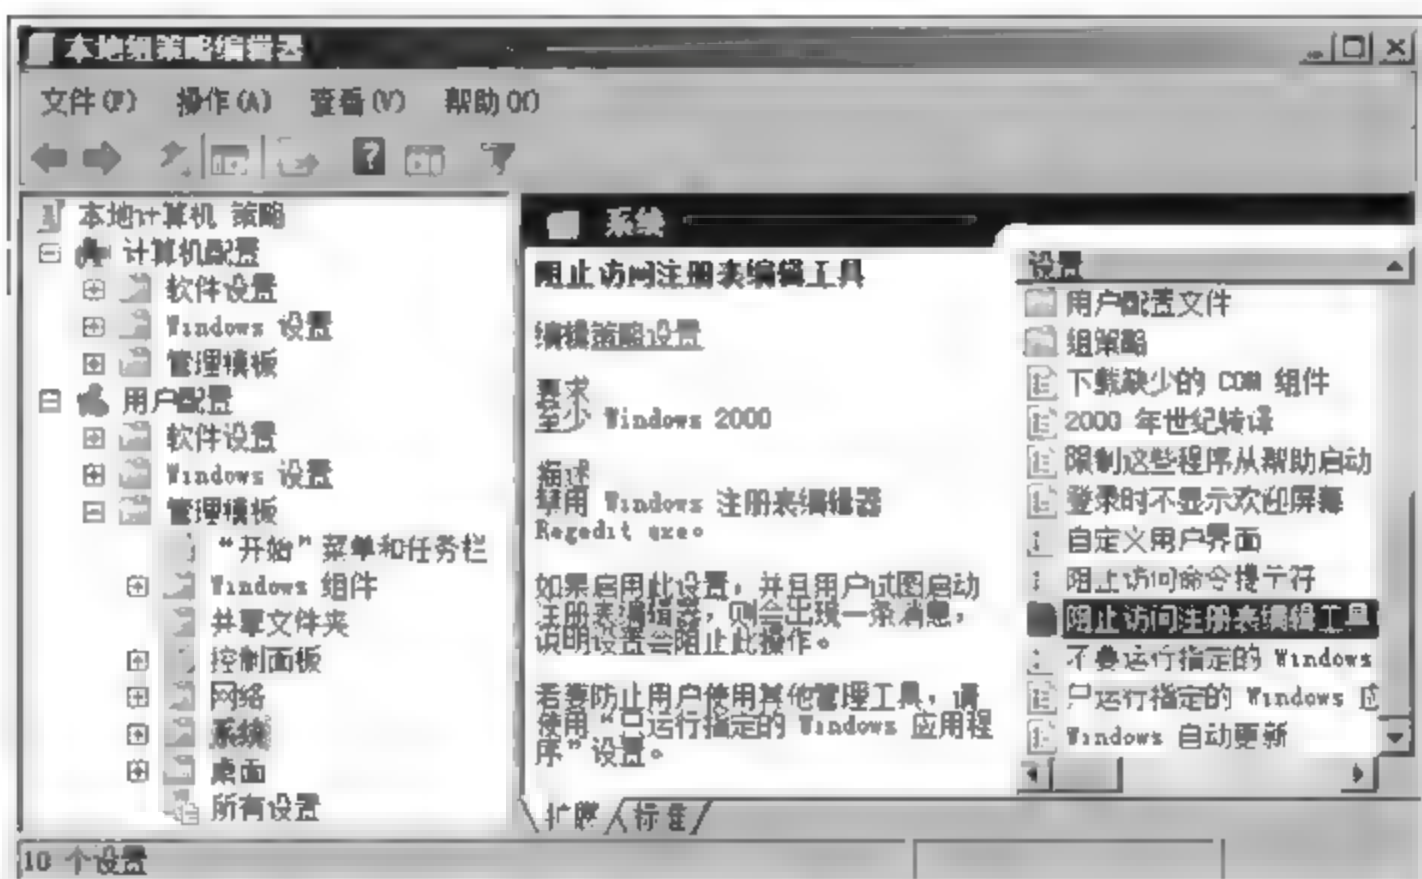 本地组策略编辑器
文件(F) 操作(A) 查看(V) 帮助(H)
本地计算机 策略
计算机配置
软件设置
Windows 设置
管理模板
用户配置
软件设置
Windows 设置
管理模板
“开始”菜单和任务栏
Windows 组件
共享文件夹
控制面板
网络
系统
桌面
所有设置
系统
阻止访问注册表编辑工具
编辑策略设置
要求
至少 Windows 2000
描述
禁用 Windows 注册表编辑器
Regedit exe。
如果启用此设置，并且用户试图启动
注册表编辑器，则会出现一条消息，
说明设置会阻止此操作。
若要防止用户使用其他管理工具，请
使用“只运行指定的 Windows 应用程
序”设置。
设置
用户配置文件
组策略
下载缺少的 COM 组件
2000 年世纪转译
限制这些程序从帮助启动
登录时不显示欢迎屏幕
自定义用户界面
阻止访问命令提示符
阻止访问注册表编辑工具
不要运行指定的 Windows
只运行指定的 Windows 应
Windows 自动更新
扩展 标准
10 个设置